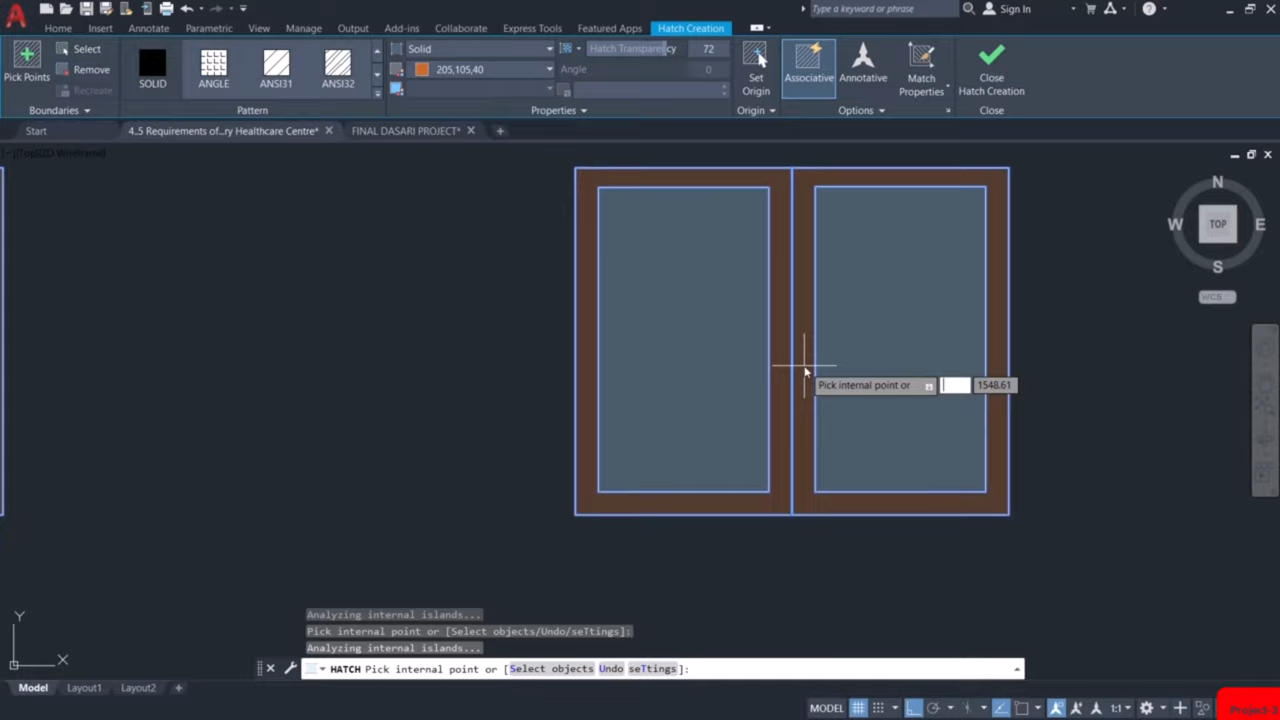 Type a keyword or phrase
Sign In
Home Insert Annotate Parametric View Manage Output Add-ins Collaborate Express Tools Featured Apps Hatch Creation
Pick Points
Select
Remove
Recreate
Boundaries
SOLID ANGLE ANSI31 ANSI32
Pattern
Solid
205,105,40
Hatch Transparency 72
Angle 0
Properties
Set Origin
Origin
Associative Annotative Match Properties
Options
Close Hatch Creation
Close
Start 4..5 Requirements of...ry Healthcare Centre* FINAL DASARI PROJECT*
[−][Top][2D Wireframe]
N
W TOP E
S
WCS
Pick internal point or 1548.61
Y
X
Analyzing internal islands...
Pick internal point or [Select objects/Undo/seTtings]:
Analyzing internal islands...
HATCH Pick internal point or [Select objects Undo seTtings]:
Model Layout1 Layout2
MODEL 1:1
Project-1